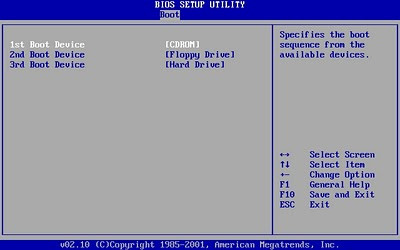 BIOS SETUP UTILITY
Boot
1st Boot Device [CDROM]
2nd Boot Device [Floppy Drive]
3rd Boot Device [Hard Drive]
Specifies the boot
sequence from the
available devices.
↔ Select Screen
↑↓ Select Item
+- Change Option
F1 General Help
F10 Save and Exit
ESC Exit
v02.10 (C)Copyright 1985-2001, American Megatrends, Inc.